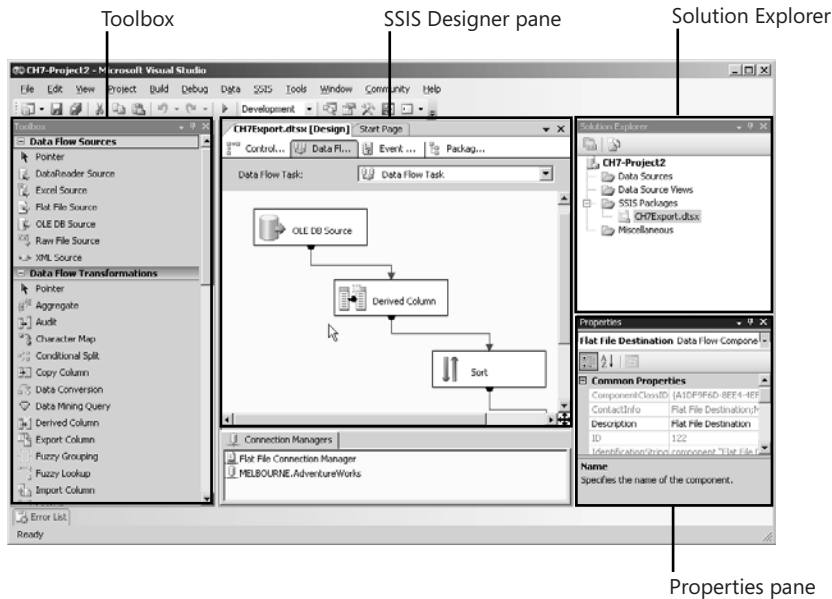 Toolbox
SSIS Designer pane
Solution Explorer
CH7-Project2 - Microsoft Visual Studio
File Edit View Project Build Debug Data SSIS Tools Window Community Help
Development
Toolbox
Data Flow Sources
Pointer
DataReader Source
Excel Source
Flat File Source
OLE DB Source
Raw File Source
XML Source
Data Flow Transformations
Pointer
Aggregate
Audit
Character Map
Conditional Split
Copy Column
Data Conversion
Data Mining Query
Derived Column
Export Column
Fuzzy Grouping
Fuzzy Lookup
Import Column
CH7Export.dtsx [Design] Start Page
Control... Data Fl... Event ... Packag...
Data Flow Task: Data Flow Task
OLE DB Source
Derived Column
Sort
Connection Managers
Flat File Connection Manager
MELBOURNE.AdventureWorks
Solution Explorer
CH7-Project2
Data Sources
Data Source Views
SSIS Packages
CH7Export.dtsx
Miscellaneous
Properties
Flat File Destination Data Flow Compone
Common Properties
ComponentClassID {A1DF9F6D-8EE4-4EF
ContactInfo Flat File Destination;M
Description Flat File Destination
ID 122
IdentificationString component "Flat File D
Name
Specifies the name of the component.
Error List
Ready
Properties pane